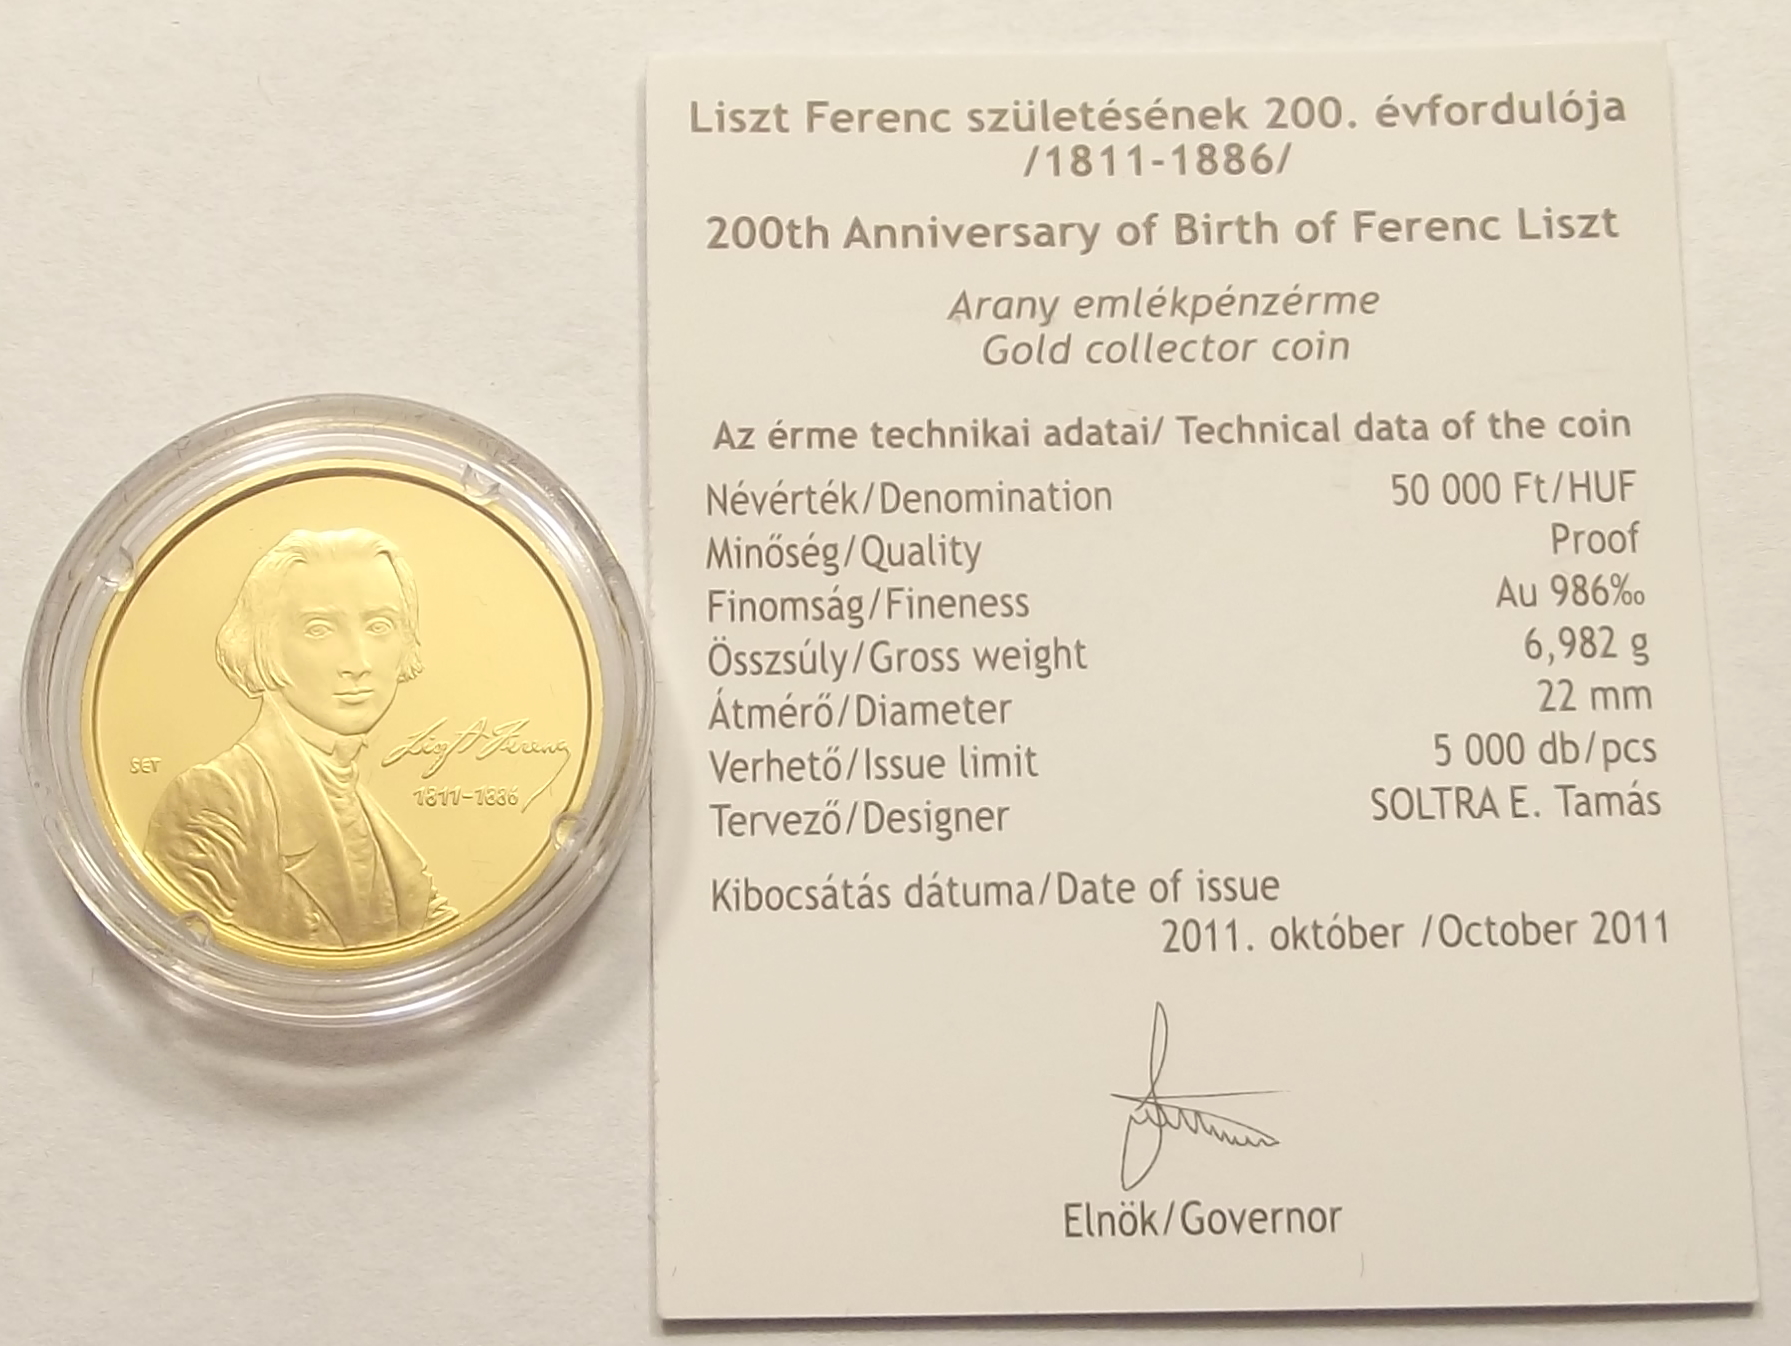 Liszt Ferenc születésének 200. évfordulója
/1811-1886/
200th Anniversary of Birth of Ferenc Liszt
Arany emlékpénzérme
Gold collector coin
Az érme technikai adatai/ Technical data of the coin
Névérték/Denomination 50 000 Ft/HUF
Minőség/Quality Proof
Finomság/Fineness Au 986‰
Összsúly/Gross weight 6,982 g
Átmérő/Diameter 22 mm
Verhető/Issue limit 5 000 db/pcs
Tervező/Designer SOLTRA E. Tamás
Kibocsátás dátuma/Date of issue
2011. október /October 2011
Elnök/Governor
SET
Liszt Ferenc
1811-1886